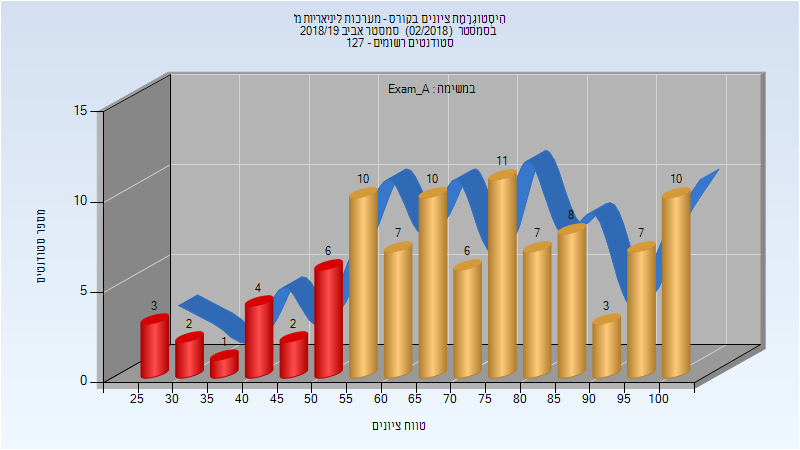 הִיסְטוֹגְרָמַת ציונים בקורס - מערכות ליניאריות מ'
בסמסטר (02/2018) סמסטר אביב 2018/19
סטודנטים רשומים - 127
במשימה : Exam_A
מספר סטודנטים
15
10
5
0
3
2
1
4
2
6
10
7
10
6
11
7
8
3
7
10
25 30 35 40 45 50 55 60 65 70 75 80 85 90 95 100
טווח ציונים